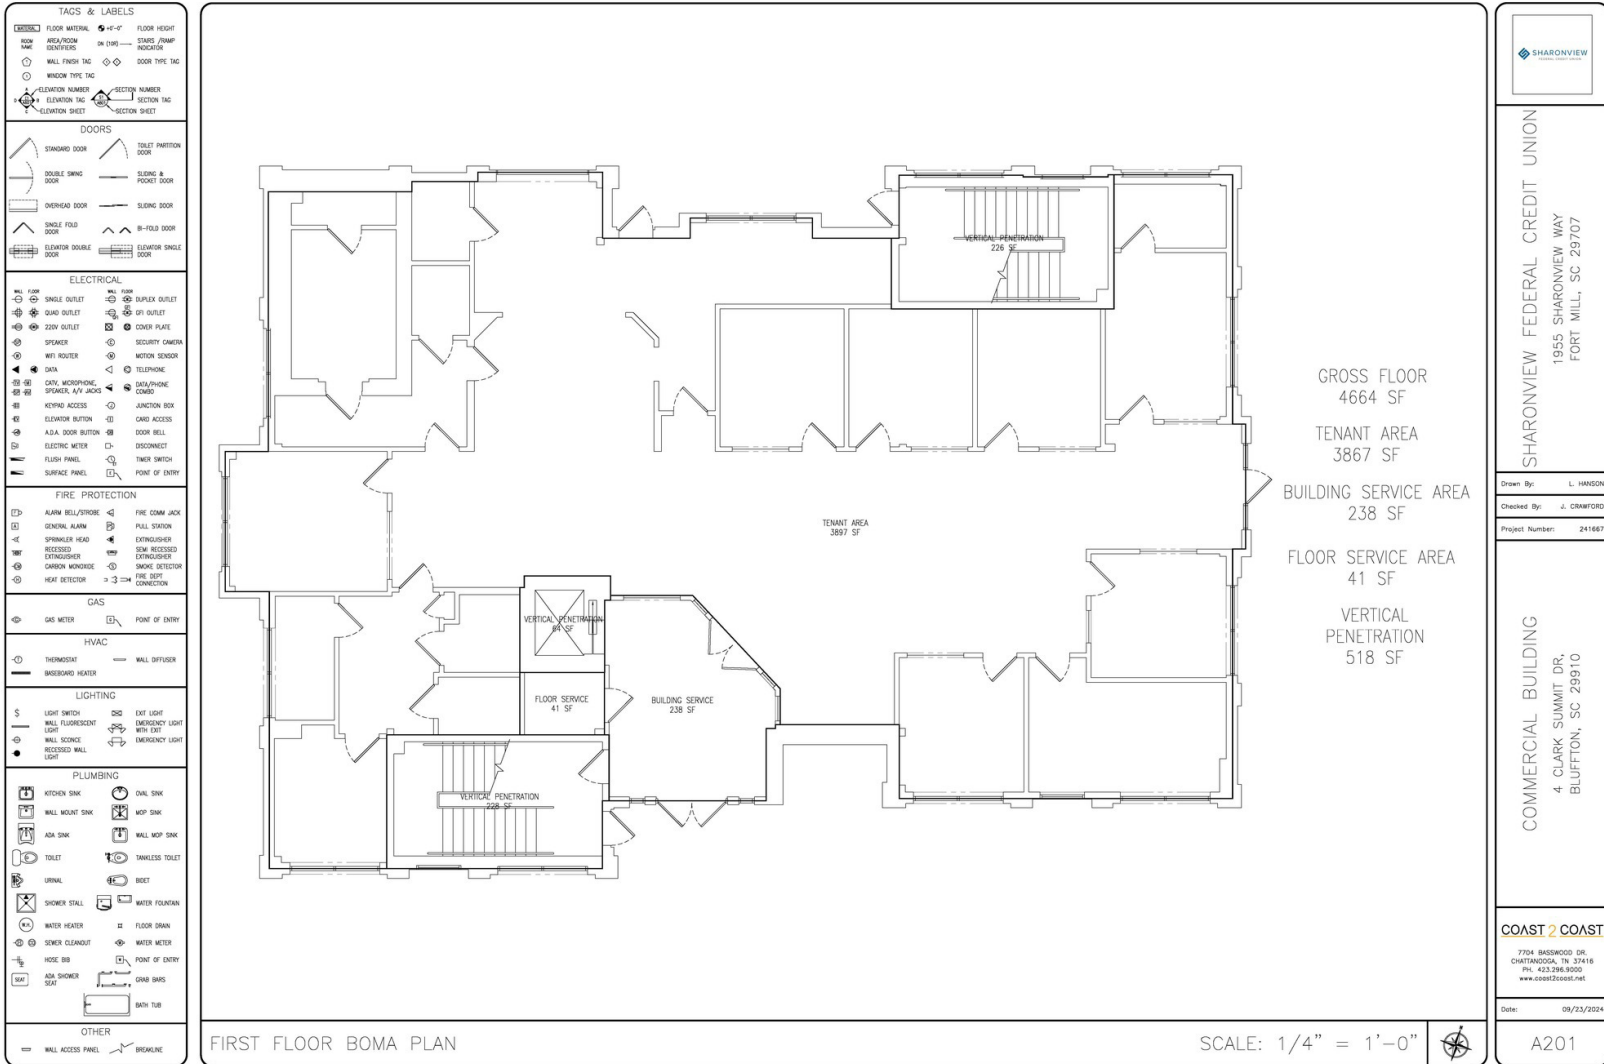 TAGS & LABELS
MATERIAL FLOOR MATERIAL +0'-0" FLOOR HEIGHT
ROOM NAME AREA/ROOM IDENTIFIERS DN (10R) STAIRS /RAMP INDICATOR
WALL FINISH TAG DOOR TYPE TAG
WINDOW TYPE TAG
ELEVATION NUMBER SECTION NUMBER
ELEVATION TAG SECTION TAG
ELEVATION SHEET SECTION SHEET
DOORS
STANDARD DOOR TOILET PARTITION DOOR
DOUBLE SWING DOOR SLIDING & POCKET DOOR
OVERHEAD DOOR SLIDING DOOR
SINGLE FOLD DOOR BI-FOLD DOOR
ELEVATOR DOUBLE DOOR ELEVATOR SINGLE DOOR
ELECTRICAL
WALL FLOOR WALL FLOOR
SINGLE OUTLET DUPLEX OUTLET
QUAD OUTLET GFI OUTLET
220V OUTLET COVER PLATE
SPEAKER SECURITY CAMERA
WIFI ROUTER MOTION SENSOR
DATA TELEPHONE
CATV, MICROPHONE, SPEAKER, A/V JACKS DATA/PHONE COMBO
KEYPAD ACCESS JUNCTION BOX
ELEVATOR BUTTON CARD ACCESS
A.D.A. DOOR BUTTON DOOR BELL
ELECTRIC METER DISCONNECT
FLUSH PANEL TIMER SWITCH
SURFACE PANEL POINT OF ENTRY
FIRE PROTECTION
ALARM BELL/STROBE FIRE COMM JACK
GENERAL ALARM PULL STATION
SPRINKLER HEAD EXTINGUISHER
RECESSED EXTINGUISHER SEMI RECESSED EXTINGUISHER
CARBON MONOXIDE SMOKE DETECTOR
HEAT DETECTOR FIRE DEPT CONNECTION
GAS
GAS METER POINT OF ENTRY
HVAC
THERMOSTAT WALL DIFFUSER
BASEBOARD HEATER
LIGHTING
$ LIGHT SWITCH EXIT LIGHT
WALL FLUORESCENT LIGHT EMERGENCY LIGHT WITH EXIT
WALL SCONCE EMERGENCY LIGHT
RECESSED WALL LIGHT
PLUMBING
KITCHEN SINK OVAL SINK
WALL MOUNT SINK MOP SINK
ADA SINK WALL MOP SINK
TOILET TANKLESS TOILET
URINAL BIDET
SHOWER STALL WATER FOUNTAIN
W.H. WATER HEATER FLOOR DRAIN
SEWER CLEANOUT WATER METER
HOSE BIB POINT OF ENTRY
SEAT ADA SHOWER SEAT GRAB BARS
BATH TUB
OTHER
WALL ACCESS PANEL BREAKLINE
VERTICAL PENETRATION
226 SF
TENANT AREA
3897 SF
VERTICAL PENETRATION
64 SF
FLOOR SERVICE
41 SF
BUILDING SERVICE
238 SF
VERTICAL PENETRATION
228 SF
GROSS FLOOR
4664 SF
TENANT AREA
3867 SF
BUILDING SERVICE AREA
238 SF
FLOOR SERVICE AREA
41 SF
VERTICAL
PENETRATION
518 SF
FIRST FLOOR BOMA PLAN
SCALE: 1/4" = 1'-0"
SHARONVIEW
FEDERAL CREDIT UNION
SHARONVIEW FEDERAL CREDIT UNION
1955 SHARONVIEW WAY
FORT MILL, SC 29707
Drawn By: L. HANSON
Checked By: J. CRAWFORD
Project Number: 241667
COMMERCIAL BUILDING
4 CLARK SUMMIT DR,
BLUFFTON, SC 29910
COAST 2 COAST
7704 BASSWOOD DR.
CHATTANOOGA, TN 37416
PH. 423.296.9000
www.coast2coast.net
Date: 09/23/2024
A201